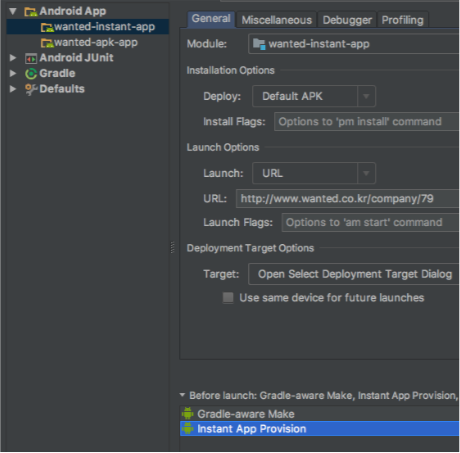 Android App
wanted-instant-app
wanted-apk-app
Android JUnit
Gradle
Defaults
General Miscellaneous Debugger Profiling
Module: wanted-instant-app
Installation Options
Deploy: Default APK
Install Flags: Options to 'pm install' command
Launch Options
Launch: URL
URL: http://www.wanted.co.kr/company/79
Launch Flags: Options to 'am start' command
Deployment Target Options
Target: Open Select Deployment Target Dialog
Use same device for future launches
Before launch: Gradle-aware Make, Instant App Provision,
Gradle-aware Make
Instant App Provision